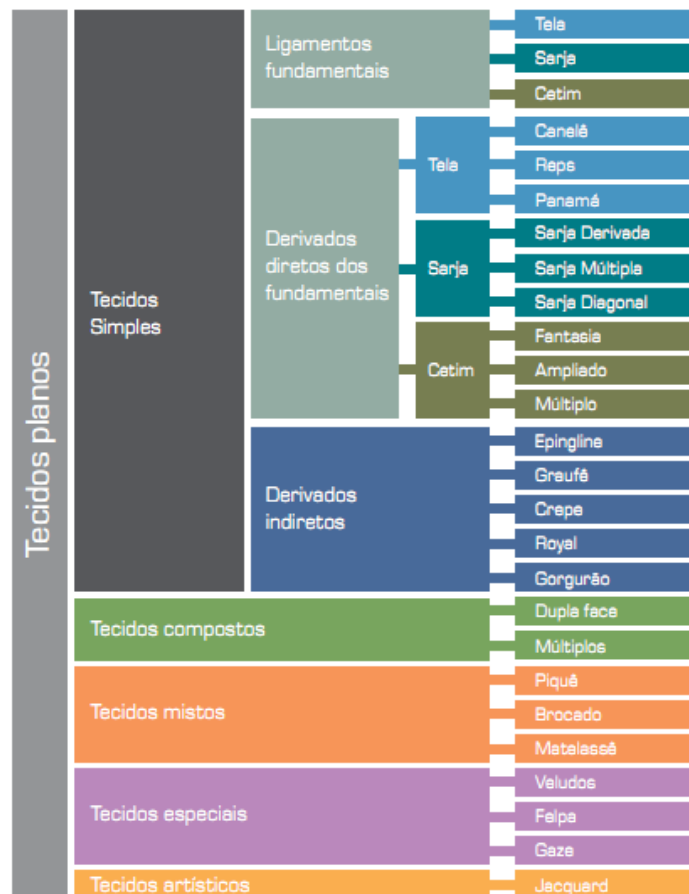 Tecidos planos
Tecidos
Simples
Ligamentos
fundamentais
Tela
Sarja
Cetim
Derivados
diretos dos
fundamentais
Tela
Canelê
Reps
Panamá
Sarja
Sarja Derivada
Sarja Múltipla
Sarja Diagonal
Cetim
Fantasia
Ampliado
Múltiplo
Derivados
indiretos
Epingline
Graufê
Crepe
Royal
Gorgurão
Tecidos compostos
Dupla face
Múltiplos
Tecidos mistos
Piquê
Brocado
Matelassê
Tecidos especiais
Veludos
Felpa
Gaze
Tecidos artísticos
Jacquard